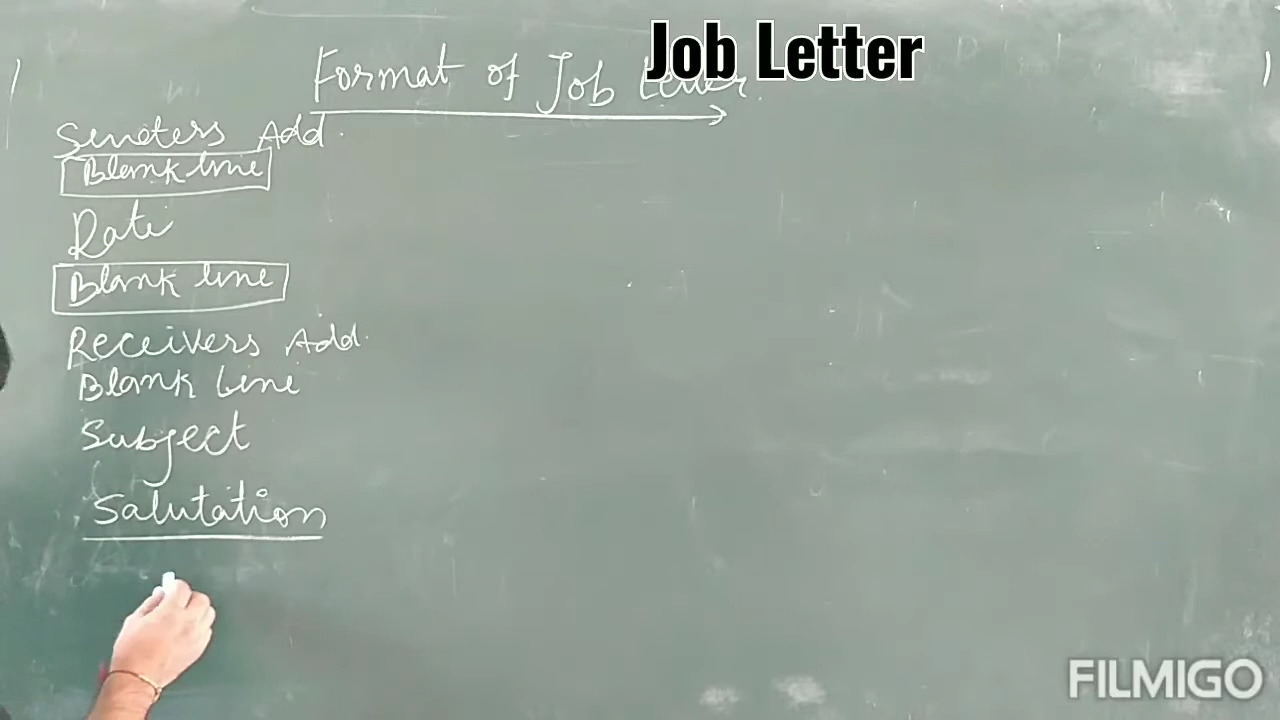 Job Letter
Format of Job Letter.
Senders Add.
Blank line
Date
Blank line
Receivers Add.
Blank Line
Subject
Salutation
FILMIGO